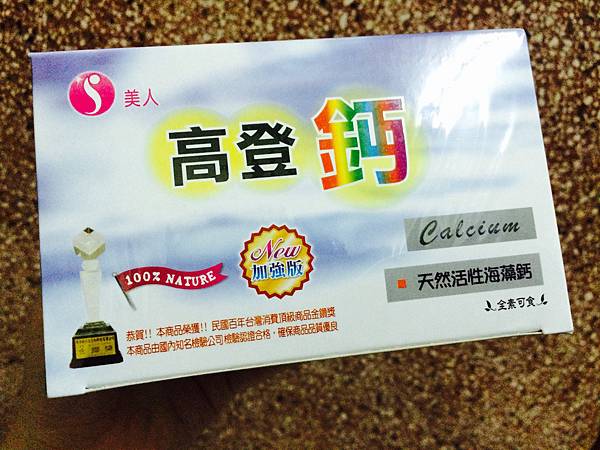 美人
高登鈣
Calcium
天然活性海藻鈣
全素可食
100% NATURE
New
加強版
恭賀!! 本商品榮獲!! 民國百年台灣消費頂級商品金鑽獎
本商品由國內知名檢驗公司檢驗認證合格，確保商品品質優良